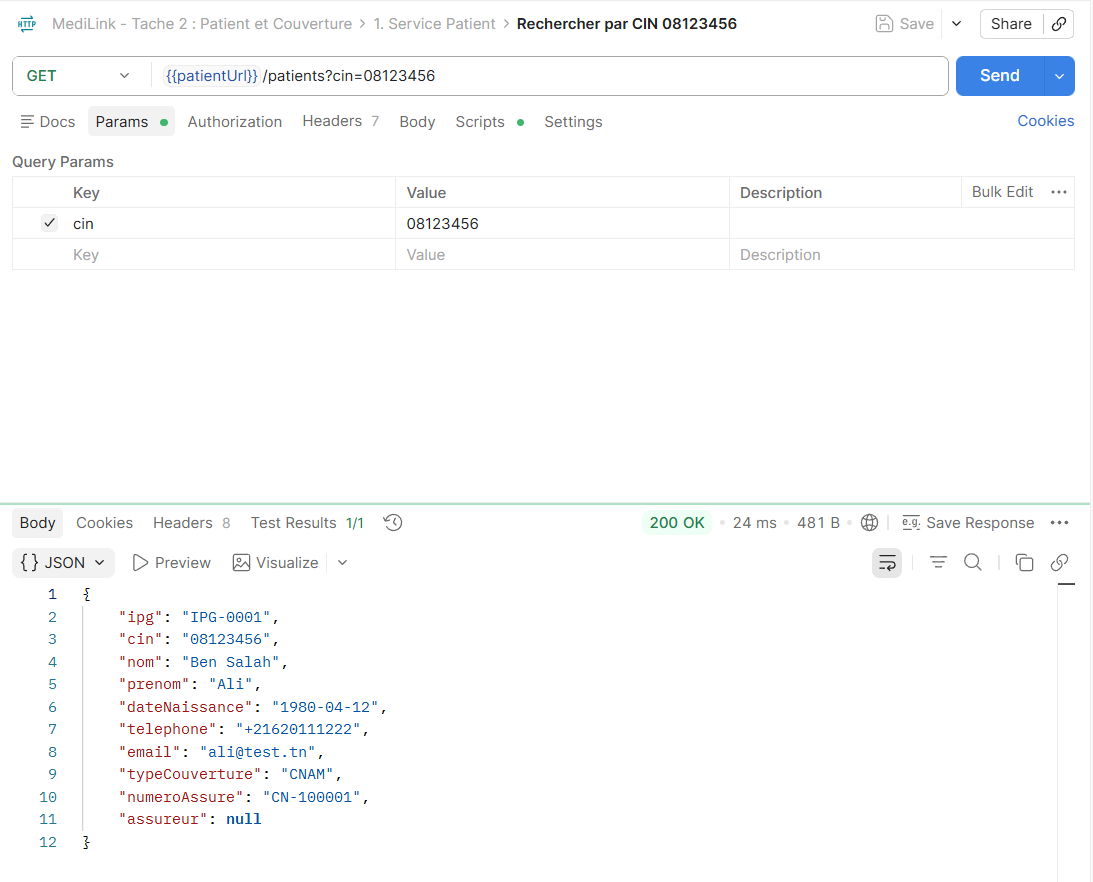 HTTP MediLink - Tache 2 : Patient et Couverture > 1. Service Patient > Rechercher par CIN 08123456 Save Share
GET {{patientUrl}} /patients?cin=08123456 Send
Docs Params Authorization Headers 7 Body Scripts Settings Cookies
Query Params
Key Value Description Bulk Edit ...
cin 08123456
Key Value Description
Body Cookies Headers 8 Test Results 1/1 200 OK 24 ms 481 B e.g. Save Response ...
{} JSON Preview Visualize
1 {
2 "ipg": "IPG-0001",
3 "cin": "08123456",
4 "nom": "Ben Salah",
5 "prenom": "Ali",
6 "dateNaissance": "1980-04-12",
7 "telephone": "+21620111222",
8 "email": "ali@test.tn",
9 "typeCouverture": "CNAM",
10 "numeroAssure": "CN-100001",
11 "assureur": null
12 }